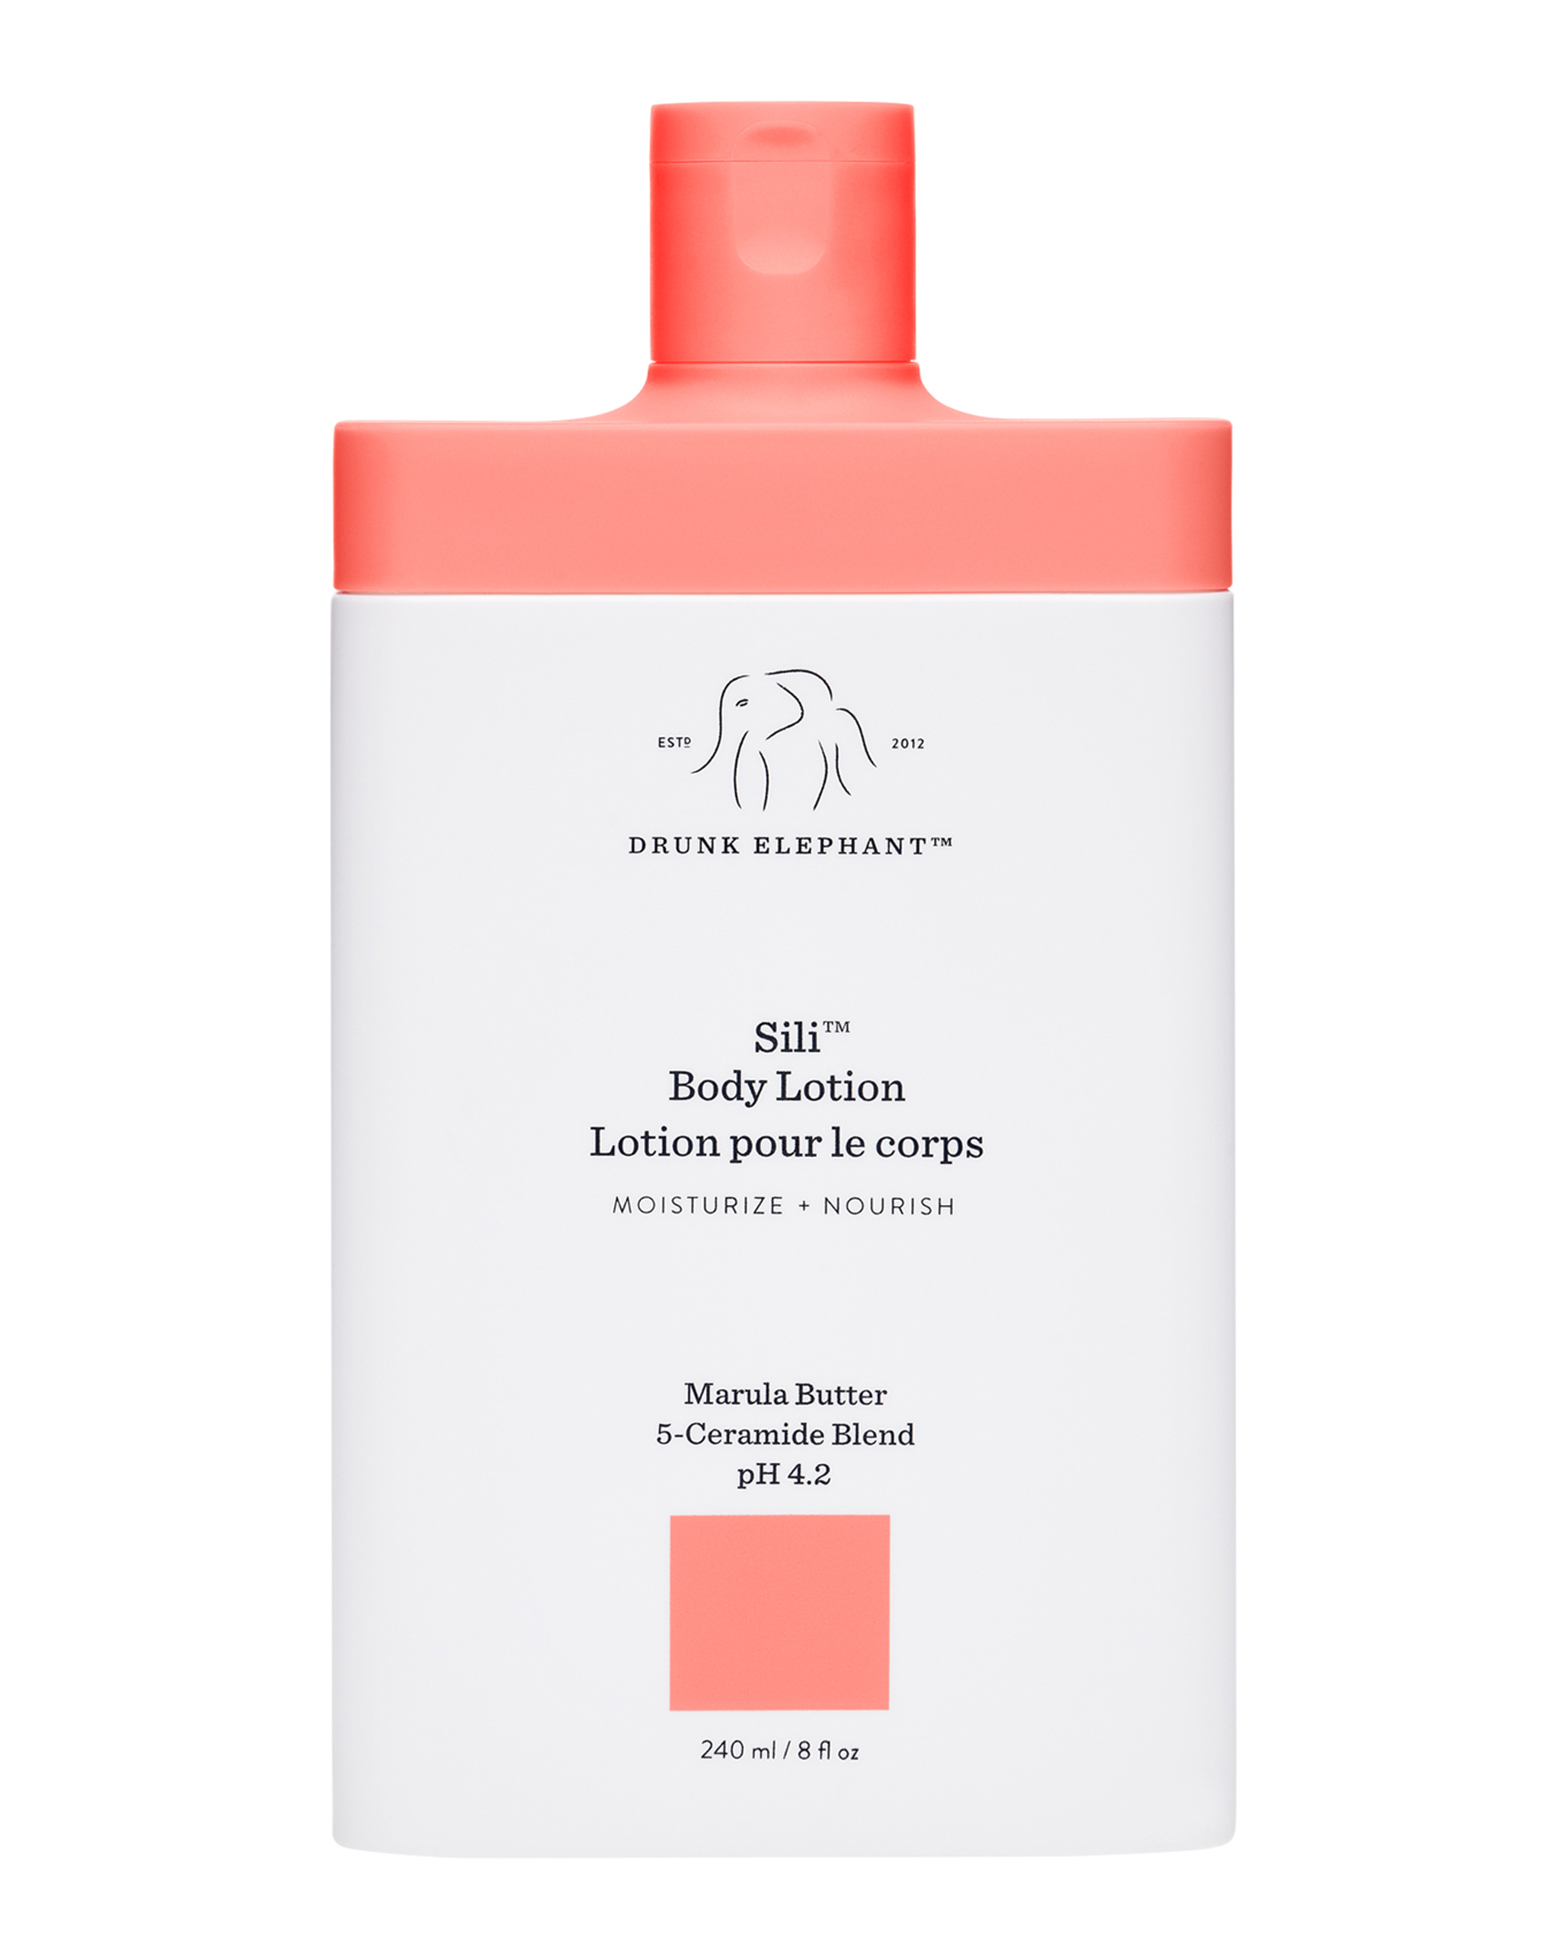 ESTD 2012
DRUNK ELEPHANT™
Sili™
Body Lotion
Lotion pour le corps
MOISTURIZE + NOURISH
Marula Butter
5-Ceramide Blend
pH 4.2
240 ml / 8 fl oz